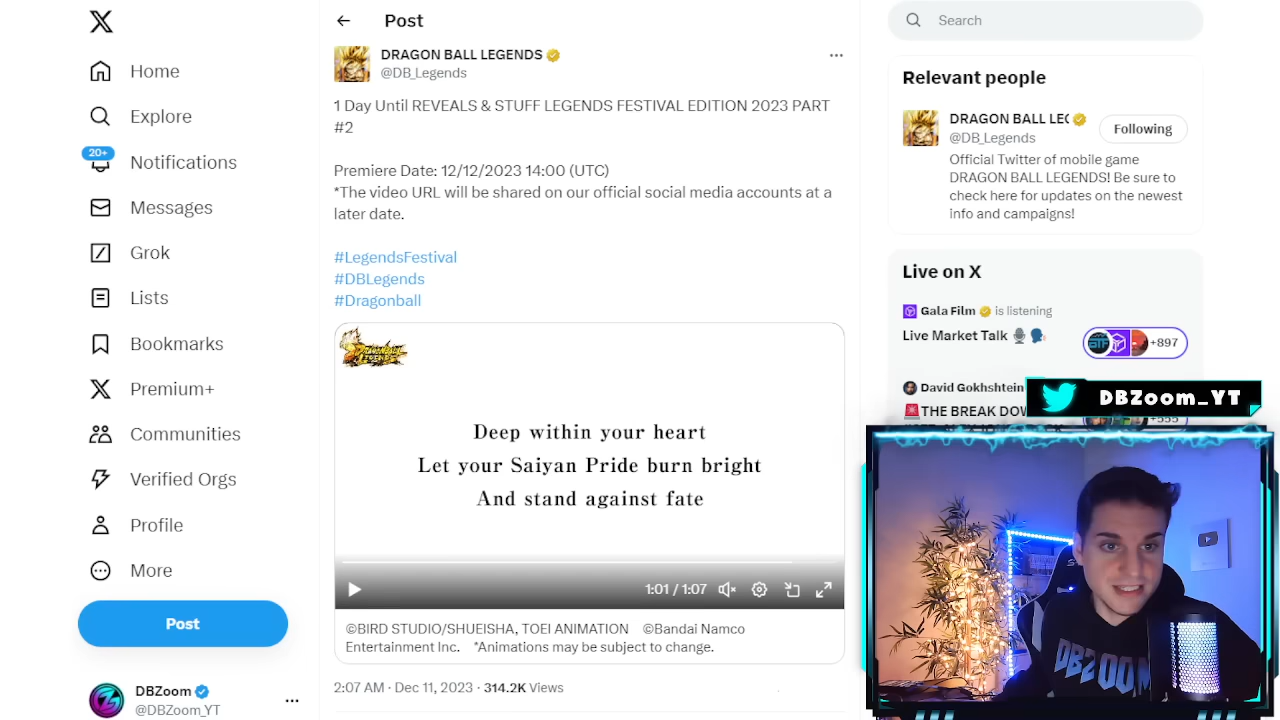 Home
Explore
20+
Notifications
Messages
Grok
Lists
Bookmarks
Premium+
Communities
Verified Orgs
Profile
More
Post
DBZoom
@DBZoom_YT
Post
DRAGON BALL LEGENDS
@DB_Legends
1 Day Until REVEALS & STUFF LEGENDS FESTIVAL EDITION 2023 PART
#2
Premiere Date: 12/12/2023 14:00 (UTC)
*The video URL will be shared on our official social media accounts at a
later date.
#LegendsFestival
#DBLegends
#Dragonball
DRAGONBALL
LEGENDS
Deep within your heart
Let your Saiyan Pride burn bright
And stand against fate
1:01 / 1:07
©BIRD STUDIO/SHUEISHA, TOEI ANIMATION ©Bandai Namco
Entertainment Inc. *Animations may be subject to change.
2:07 AM · Dec 11, 2023 · 314.2K Views
Search
Relevant people
DRAGON BALL LEG
@DB_Legends
Following
Official Twitter of mobile game
DRAGON BALL LEGENDS! Be sure to
check here for updates on the newest
info and campaigns!
Live on X
Gala Film is listening
Live Market Talk
+897
David Gokhshtein
THE BREAK DOW
+555
DBZoom_YT
DBZOOM